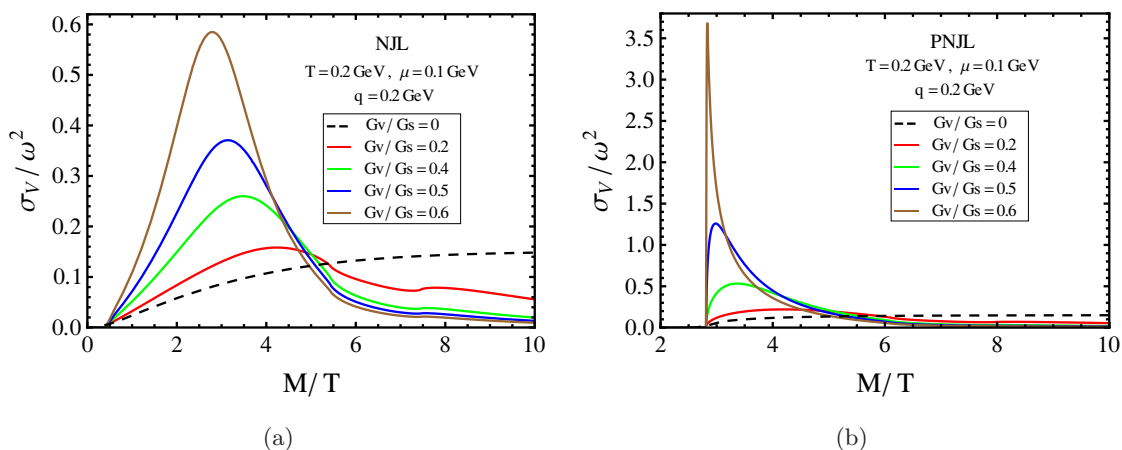 NJL
T = 0.2 GeV , μ = 0.1 GeV
q = 0.2 GeV
Gv/Gs = 0
Gv/Gs = 0.2
Gv/Gs = 0.4
Gv/Gs = 0.5
Gv/Gs = 0.6
σ_V / ω²
0.6
0.5
0.4
0.3
0.2
0.1
0.0
0 2 4 6 8 10
M/T
(a)
PNJL
T = 0.2 GeV , μ = 0.1 GeV
q = 0.2 GeV
Gv/Gs = 0
Gv/Gs = 0.2
Gv/Gs = 0.4
Gv/Gs = 0.5
Gv/Gs = 0.6
σ_V / ω²
3.5
3.0
2.5
2.0
1.5
1.0
0.5
0.0
2 4 6 8 10
M/T
(b)